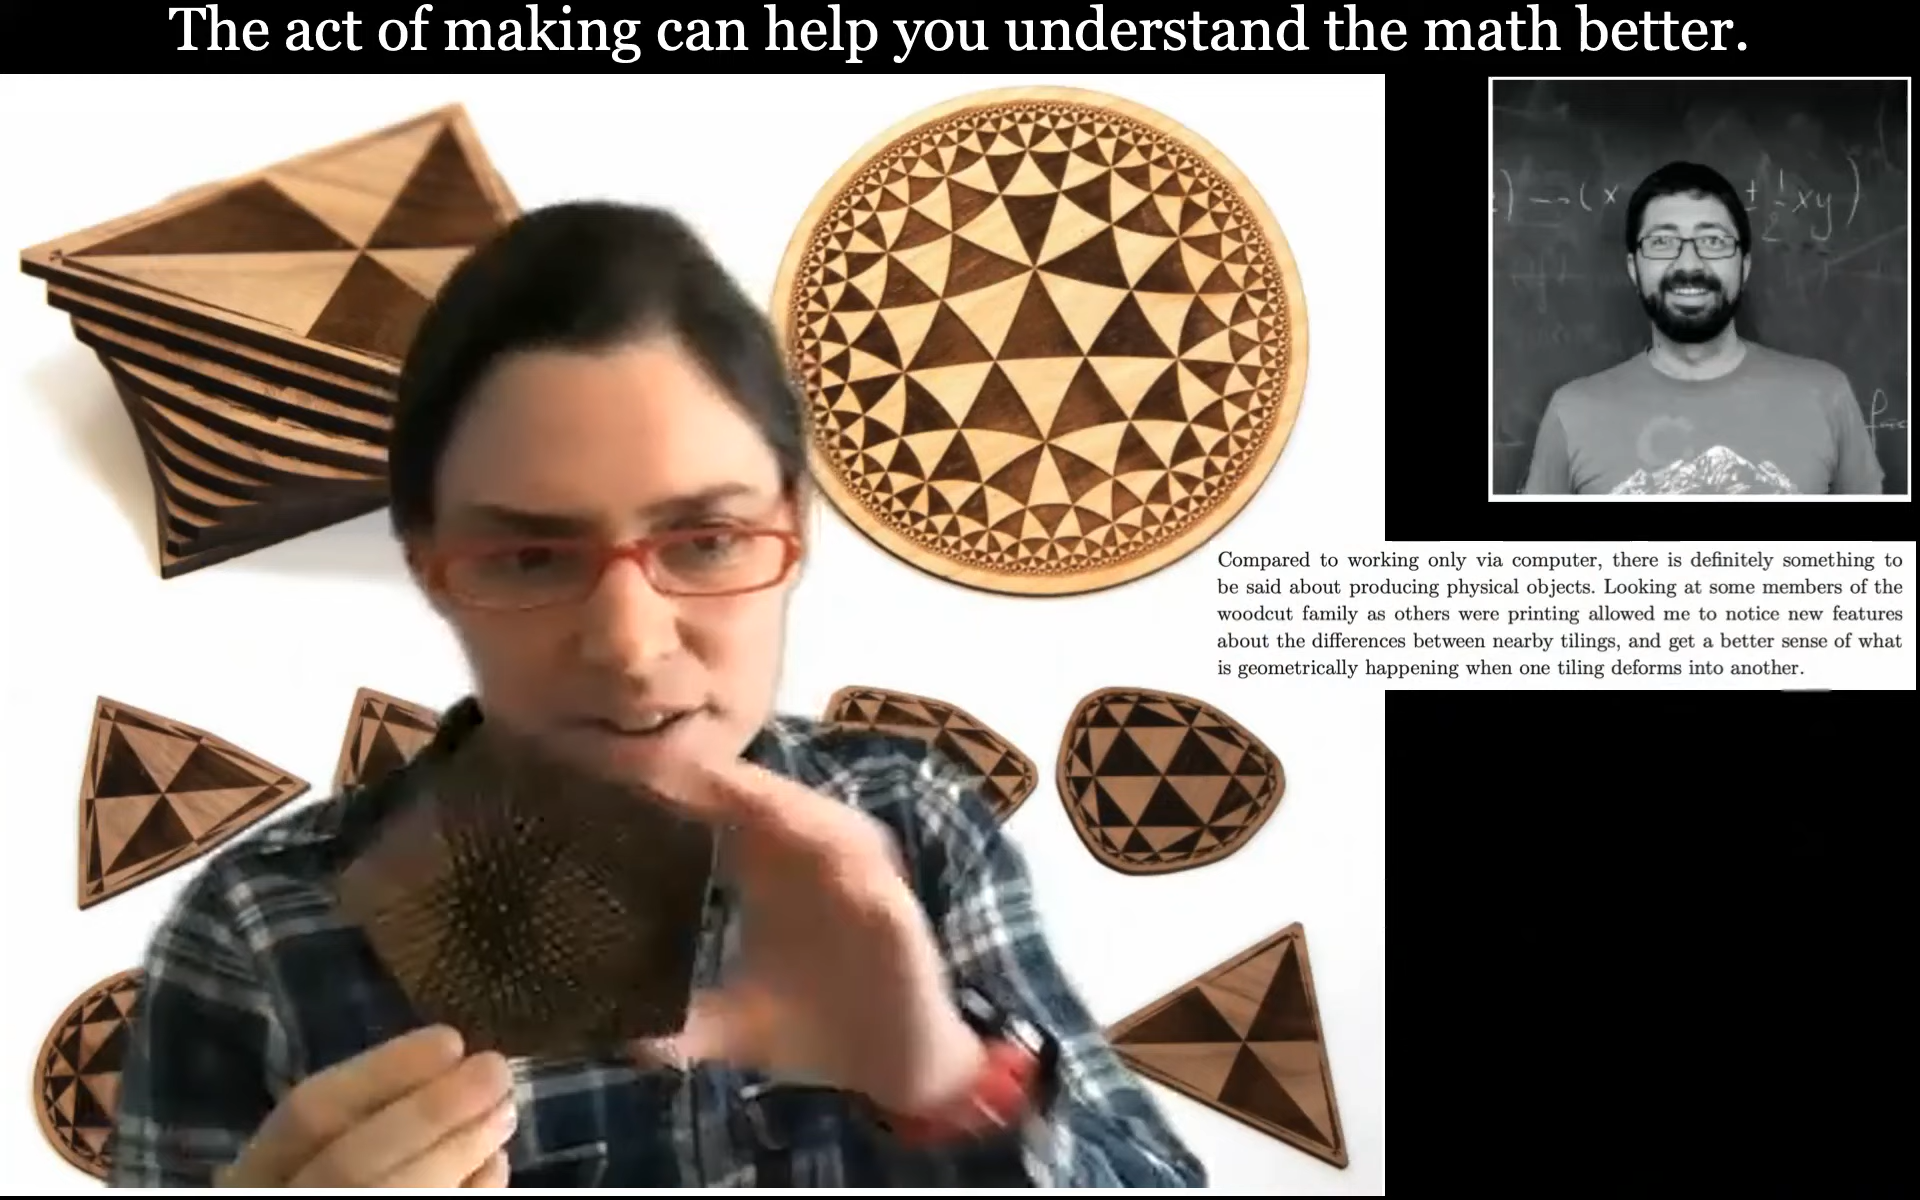 The act of making can help you understand the math better.
) → (x ± 1/2 xy)
Compared to working only via computer, there is definitely something to
be said about producing physical objects. Looking at some members of the
woodcut family as others were printing allowed me to notice new features
about the differences between nearby tilings, and get a better sense of what
is geometrically happening when one tiling deforms into another.